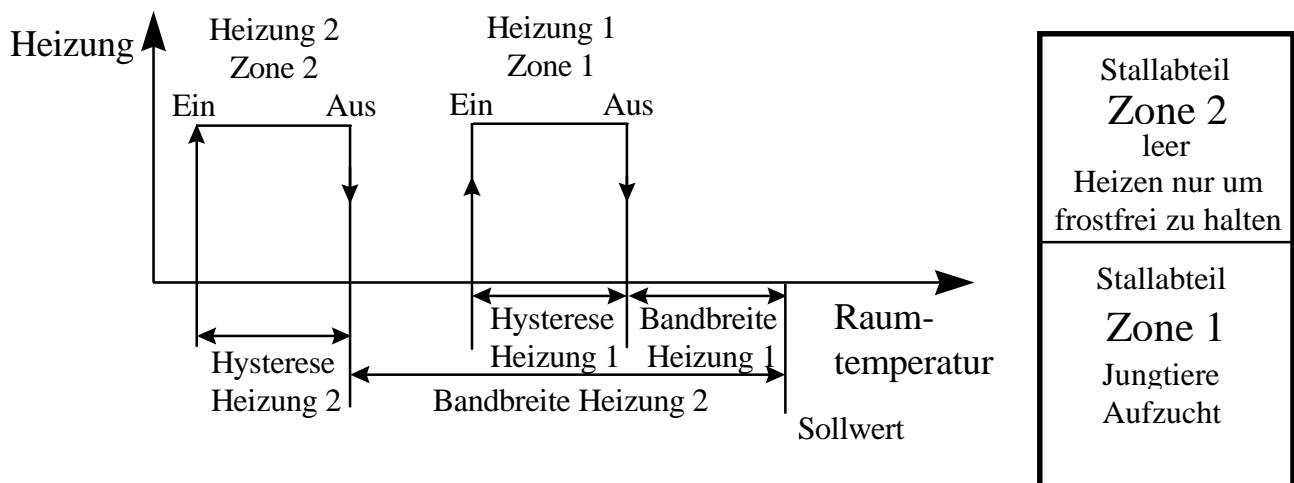 Heizung
Heizung 2
Zone 2
Ein
Aus
Heizung 1
Zone 1
Ein
Aus
Hysterese
Heizung 2
Hysterese
Heizung 1
Bandbreite
Heizung 1
Bandbreite Heizung 2
Raum-
temperatur
Sollwert
Stallabteil
Zone 2
leer
Heizen nur um
frostfrei zu halten
Stallabteil
Zone 1
Jungtiere
Aufzucht